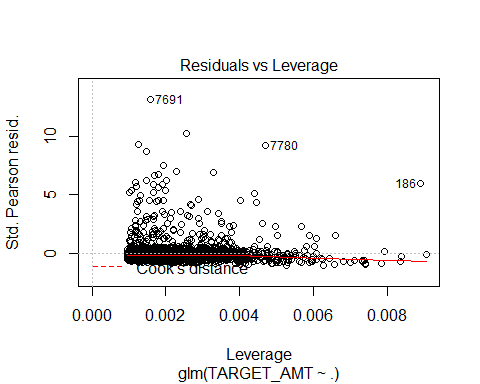 Residuals vs Leverage
Std. Pearson resid.
10
5
0
7691
7780
186
Cook's distance
0.000 0.002 0.004 0.006 0.008
Leverage
glm(TARGET_AMT ~ .)